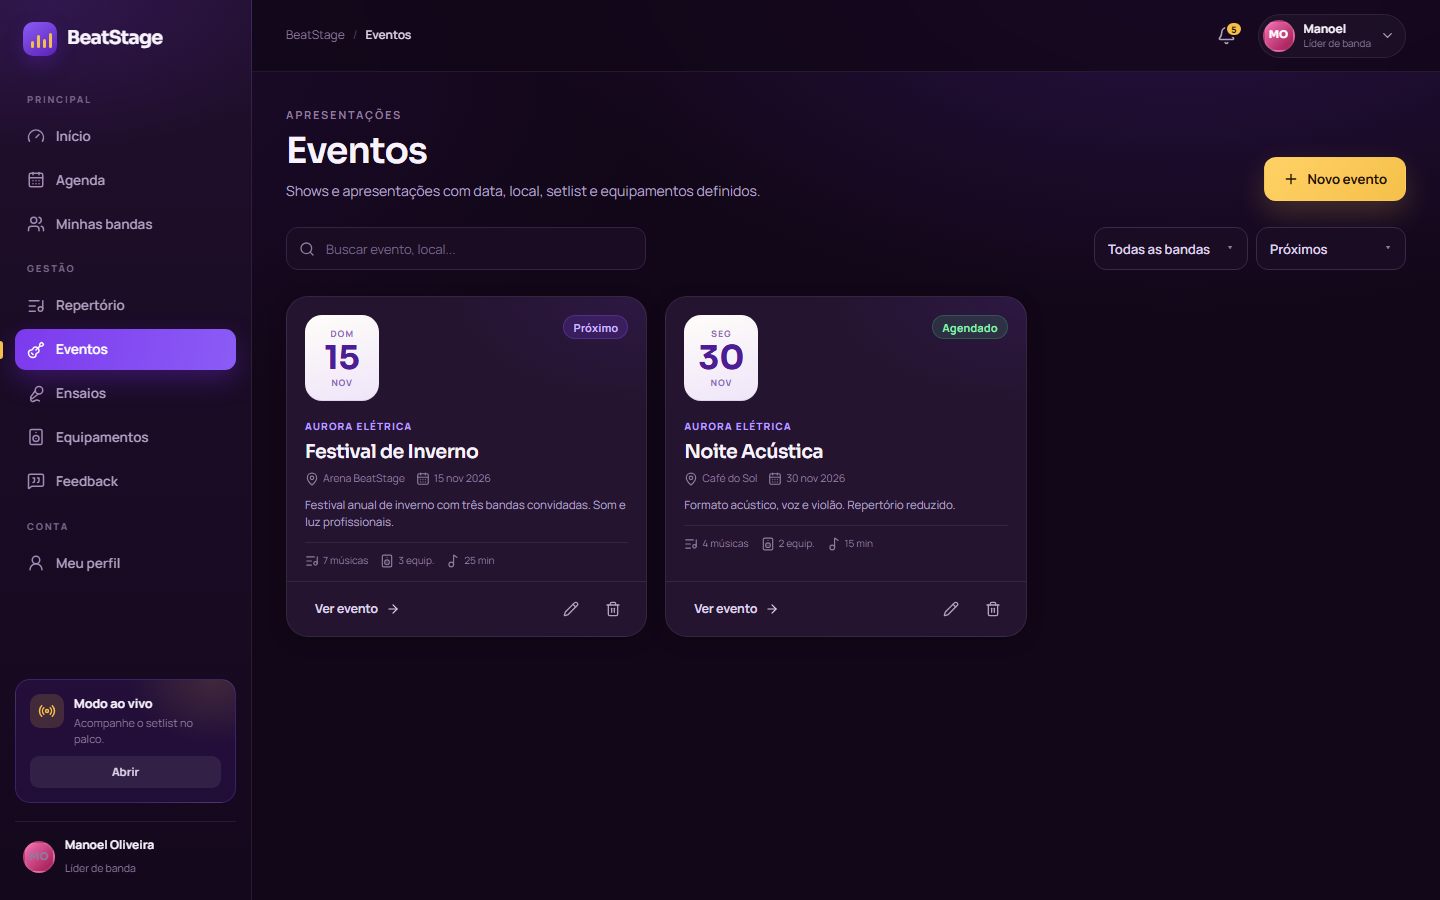 BeatStage
PRINCIPAL
Início
Agenda
Minhas bandas
GESTÃO
Repertório
Eventos
Ensaios
Equipamentos
Feedback
CONTA
Meu perfil
Modo ao vivo
Acompanhe o setlist no
palco.
Abrir
MO
Manoel Oliveira
Líder de banda
BeatStage / Eventos
5
MO
Manoel
Líder de banda
APRESENTAÇÕES
Eventos
Shows e apresentações com data, local, setlist e equipamentos definidos.
Novo evento
Buscar evento, local...
Todas as bandas
Próximos
DOM
15
NOV
Próximo
AURORA ELÉTRICA
Festival de Inverno
Arena BeatStage 15 nov 2026
Festival anual de inverno com três bandas convidadas. Som e
luz profissionais.
7 músicas 3 equip. 25 min
Ver evento
SEG
30
NOV
Agendado
AURORA ELÉTRICA
Noite Acústica
Café do Sol 30 nov 2026
Formato acústico, voz e violão. Repertório reduzido.
4 músicas 2 equip. 15 min
Ver evento